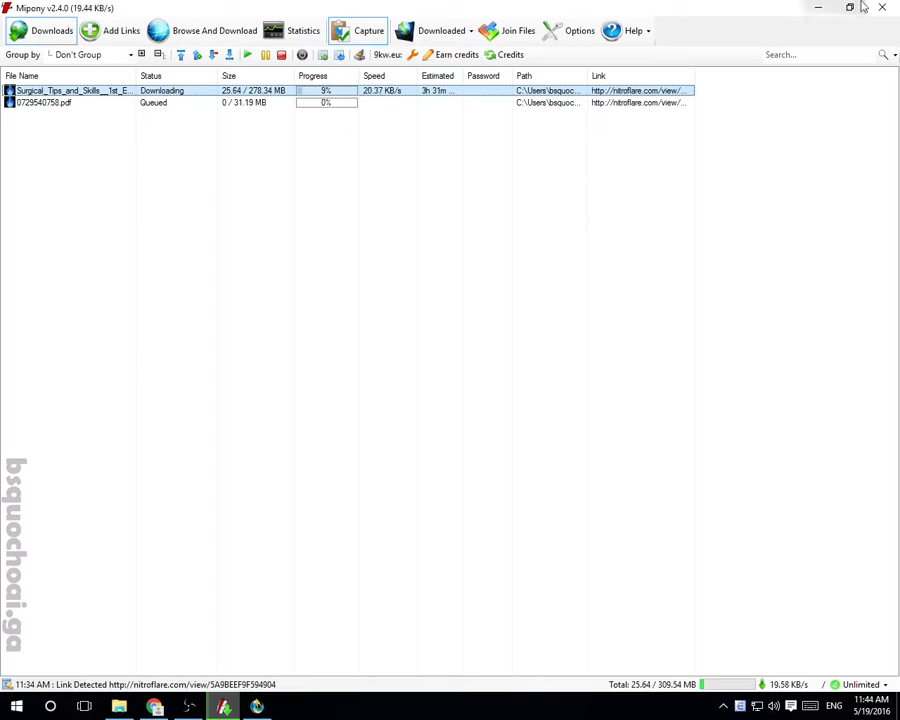 Mipony v2.4.0 (19.44 KB/s)
Downloads Add Links Browse And Download Statistics Capture Downloaded Join Files Options Help
Group by Don't Group 9kw.eu: Earn credits Credits Search...
File Name Status Size Progress Speed Estimated Password Path Link
Surgical_Tips_and_Skills__1st_E... Downloading 25.64 / 278.34 MB 9% 20.37 KB/s 3h 31m ... C:\Users\bsquoc... http://nitroflare.com/view/...
0729540758.pdf Queued 0 / 31.19 MB 0% C:\Users\bsquoc... http://nitroflare.com/view/...
bsquochoai.ga
11:34 AM : Link Detected http://nitroflare.com/view/5A9BEEF9F594904 Total: 25.64 / 309.54 MB 19.58 KB/s / Unlimited
ENG 11:44 AM
5/19/2016